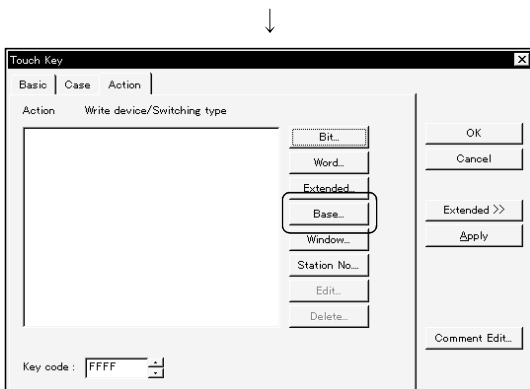 ↓
Touch Key
Basic Case Action
Action Write device/Switching type
Bit...
Word...
Extended...
Base...
Window...
Station No...
Edit...
Delete...
Key code : FFFF
OK
Cancel
Extended >>
Apply
Comment Edit...